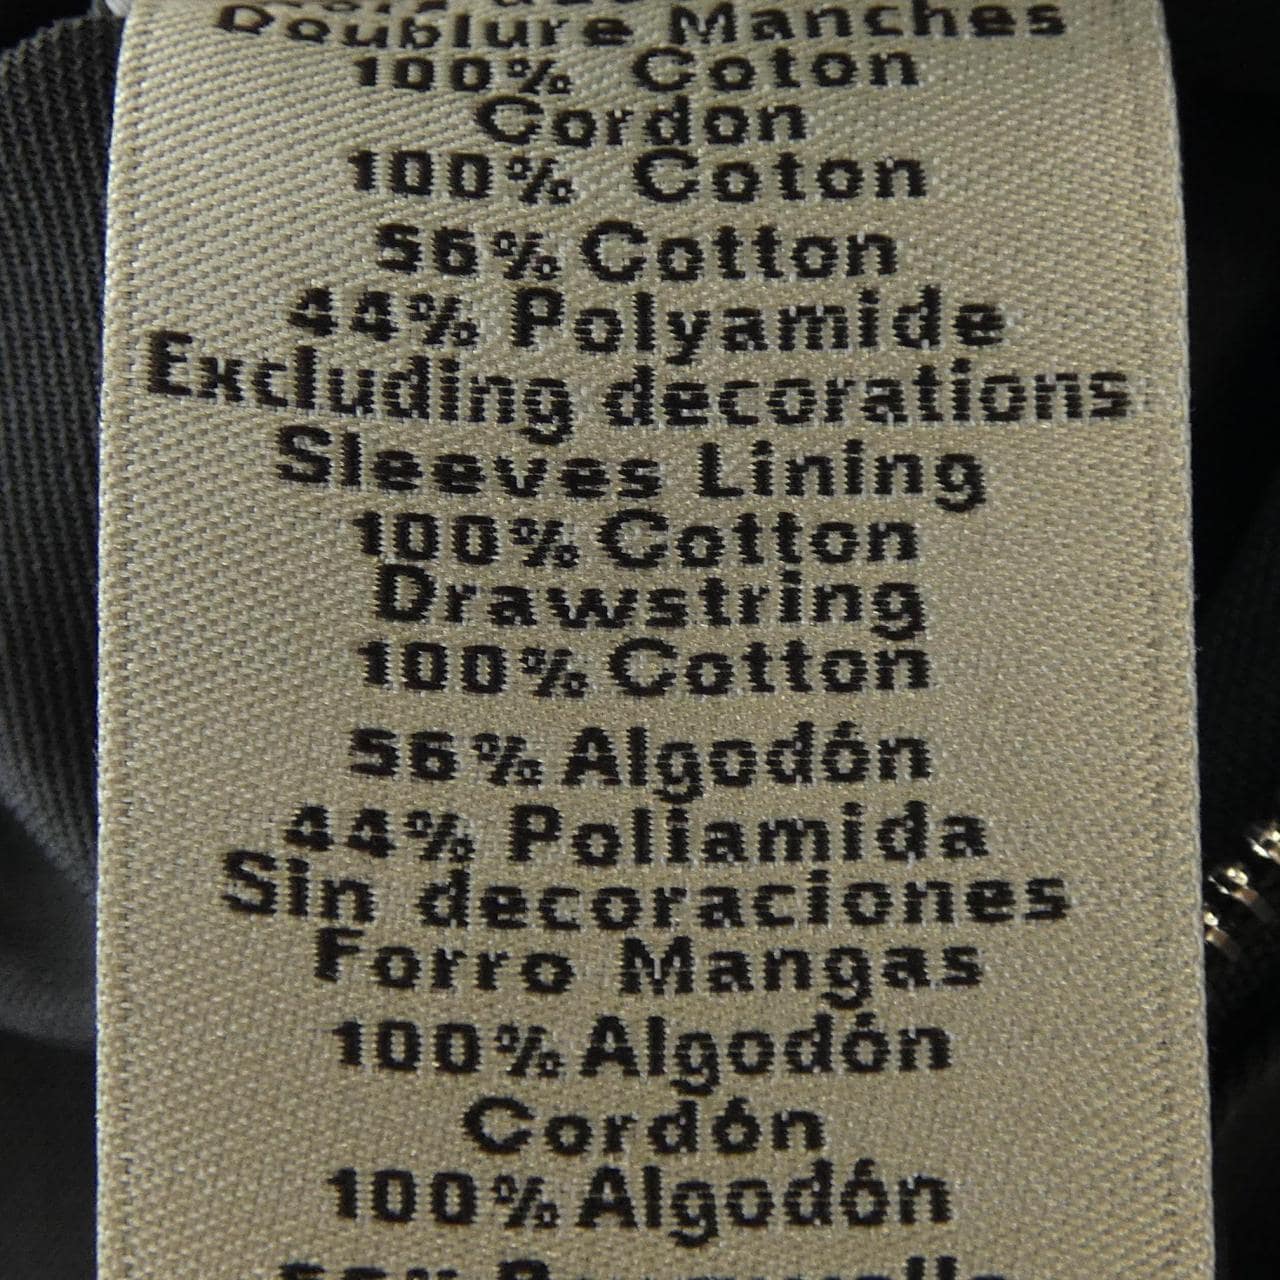 Doublure Manches
100% Coton
Cordon
100% Coton
56% Cotton
44% Polyamide
Excluding decorations
Sleeves Lining
100% Cotton
Drawstring
100% Cotton
56% Algodón
44% Poliamida
Sin decoraciones
Forro Mangas
100% Algodón
Cordón
100% Algodón